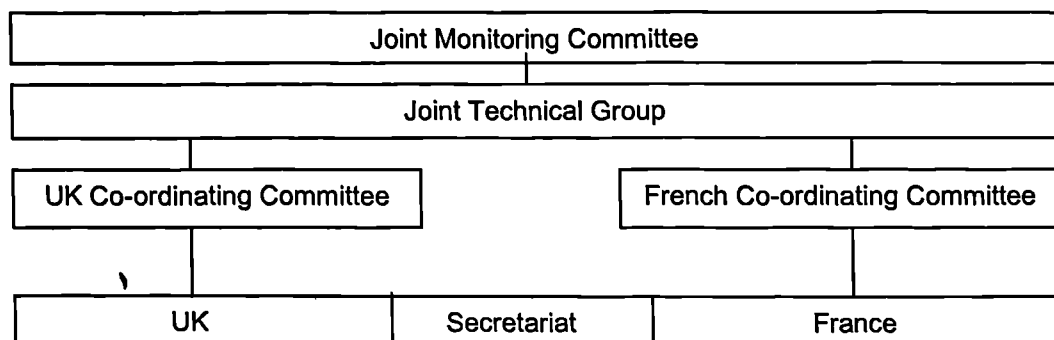 Joint Monitoring Committee
Joint Technical Group
UK Co-ordinating Committee
French Co-ordinating Committee
UK
Secretariat
France